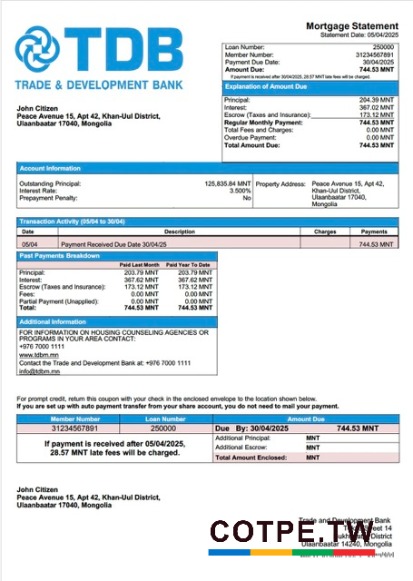 Mortgage Statement
Statement Date: 05/04/2025
TDB
TRADE & DEVELOPMENT BANK
Loan Number: 250000
Member Number: 31234567891
Payment Due Date: 30/04/2025
Amount Due: 744.53 MNT
If payment is received after 30/04/2025, 28.57 MNT late fees will be charged.
Explanation of Amount Due
Principal: 204.39 MNT
Interest: 367.02 MNT
Escrow (Taxes and Insurance): 173.12 MNT
Regular Monthly Payment: 744.53 MNT
Total Fees and Charges: 0.00 MNT
Overdue Payment: 0.00 MNT
Total Amount Due: 744.53 MNT
John Citizen
Peace Avenue 15, Apt 42, Khan-Uul District,
Ulaanbaatar 17040, Mongolia
Account Information
Outstanding Principal: 125,835.84 MNT
Interest Rate: 3.500%
Prepayment Penalty: No
Property Address: Peace Avenue 15, Apt 42,
Khan-Uul District,
Ulaanbaatar 17040,
Mongolia
Transaction Activity (05/04 to 30/04)
Date Description Charges Payments
05/04 Payment Received Due Date 30/04/25 744.53 MNT
Past Payments Breakdown
Paid Last Month Paid Year To Date
Principal: 203.79 MNT 203.79 MNT
Interest: 367.62 MNT 367.62 MNT
Escrow (Taxes and Insurance): 173.12 MNT 173.12 MNT
Fees: 0.00 MNT 0.00 MNT
Partial Payment (Unapplied): 0.00 MNT 0.00 MNT
Total: 744.53 MNT 744.53 MNT
Additional Information
FOR INFORMATION ON HOUSING COUNSELING AGENCIES OR
PROGRAMS IN YOUR AREA CONTACT:
+976 7000 1111
www.tdbm.mn
Contact the Trade and Development Bank at: +976 7000 1111
info@tdbm.mn
For prompt credit, return this coupon with your check in the enclosed envelope to the location shown below.
If you are set up with auto payment transfer from your share account, you do not need to mail your payment.
Member Number Loan Number
31234567891 250000
Due By: 30/04/2025 744.53 MNT
If payment is received after 05/04/2025,
28.57 MNT late fees will be charged.
Additional Principal: MNT
Additional Escrow: MNT
Total Amount Enclosed: MNT
John Citizen
Peace Avenue 15, Apt 42, Khan-Uul District,
Ulaanbaatar 17040, Mongolia
Trade and Development Bank
Street 14
Ulaanbaatar 14240, Mongolia
COTPE.TW